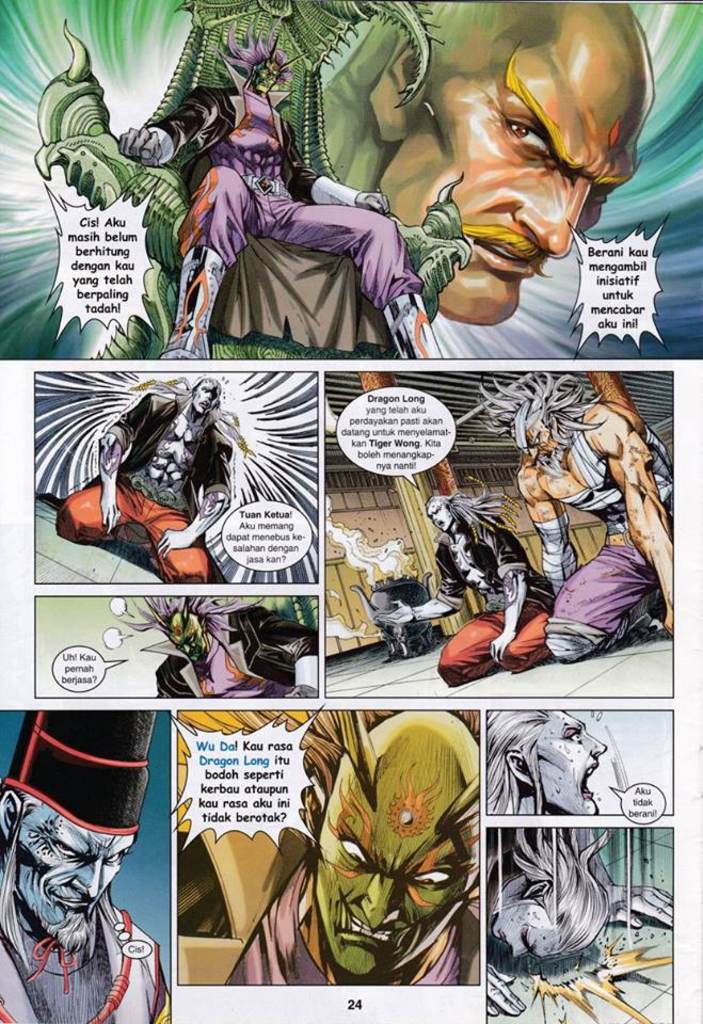 Cis! Aku
masih belum
berhitung
dengan kau
yang telah
berpaling
tadah!
Berani kau
mengambil
inisiatif
untuk
mencabar
aku ini!
Tuan Ketua!
Aku memang
dapat menebus ke-
salahan dengan
jasa kan?
Dragon Long
yang telah aku
perdayakan pasti akan
datang untuk menyelamat-
kan Tiger Wong. Kita
boleh menangkap-
nya nanti!
Uh! Kau
pernah
berjasa?
Cis!
Wu Da! Kau rasa
Dragon Long itu
bodoh seperti
kerbau ataupun
kau rasa aku ini
tidak berotak?
Aku
tidak
berani!
24